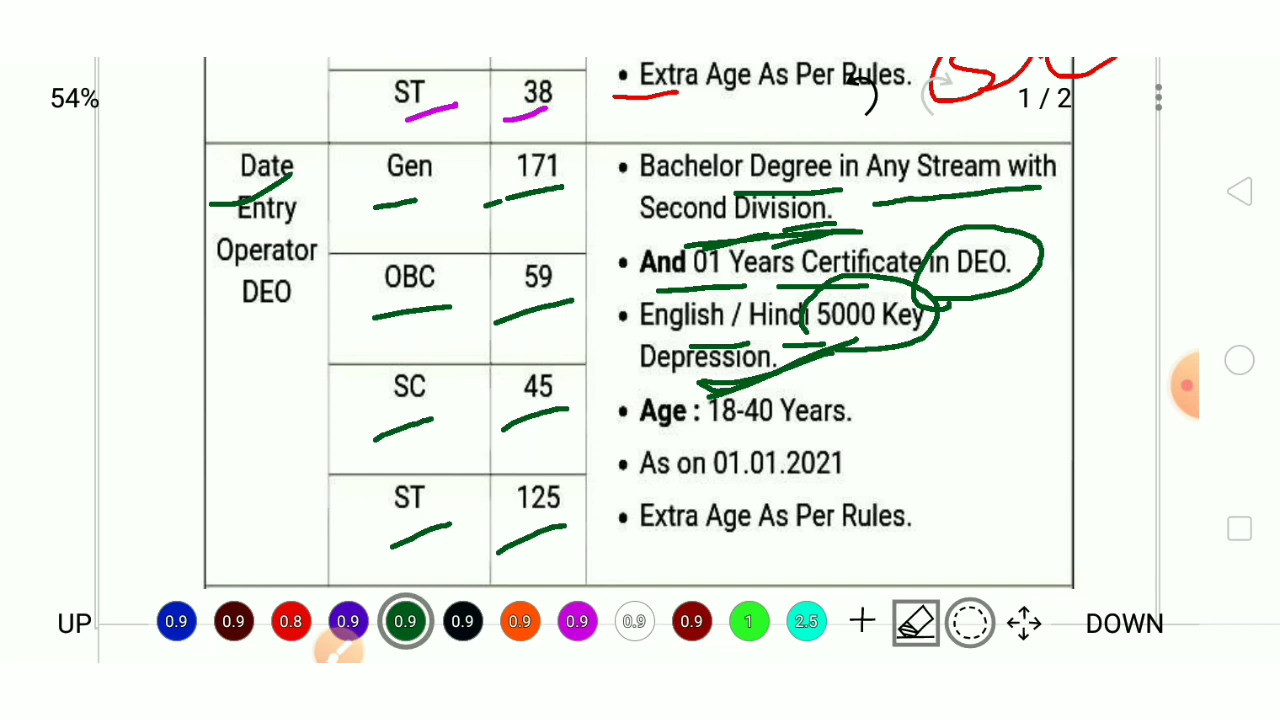 Extra Age As Per Rules.
54%
ST
38
1 / 2
Date
Entry
Operator
DEO
Gen
171
Bachelor Degree in Any Stream with
Second Division.
And 01 Years Certificate in DEO.
OBC
59
English / Hindi 5000 Key
Depression.
SC
45
Age : 18-40 Years.
As on 01.01.2021
ST
125
Extra Age As Per Rules.
UP
0.9
0.9
0.8
0.9
0.9
0.9
0.9
0.9
0.9
0.9
1
2.5
DOWN